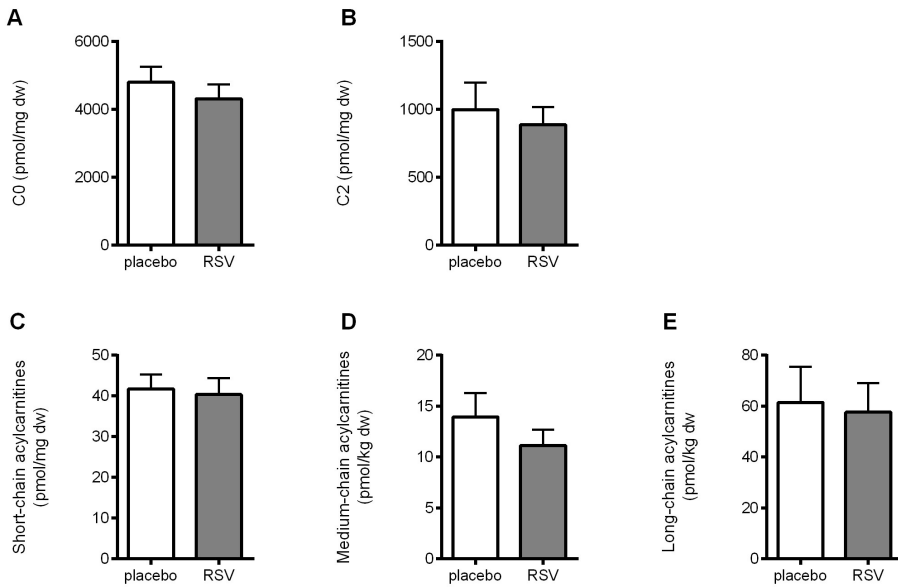 A
C0 (pmol/mg dw)
6000
4000
2000
0
placebo
RSV
B
C2 (pmol/mg dw)
1500
1000
500
0
placebo
RSV
C
Short-chain acylcarnitines
(pmol/mg dw)
50
40
30
20
10
0
placebo
RSV
D
Medium-chain acylcarnitines
(pmol/kg dw)
20
15
10
5
0
placebo
RSV
E
Long-chain acylcarnitines
(pmol/kg dw
80
60
40
20
0
placebo
RSV